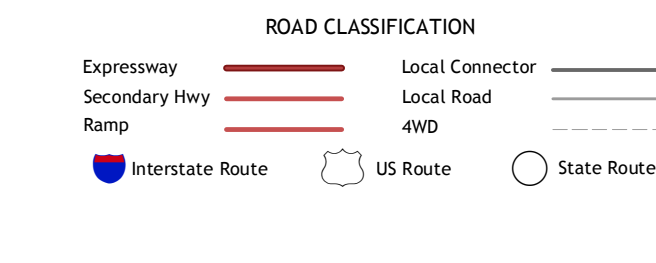 ROAD CLASSIFICATION
Expressway
Local Connector
Secondary Hwy
Local Road
Ramp
4WD
Interstate Route
US Route
State Route